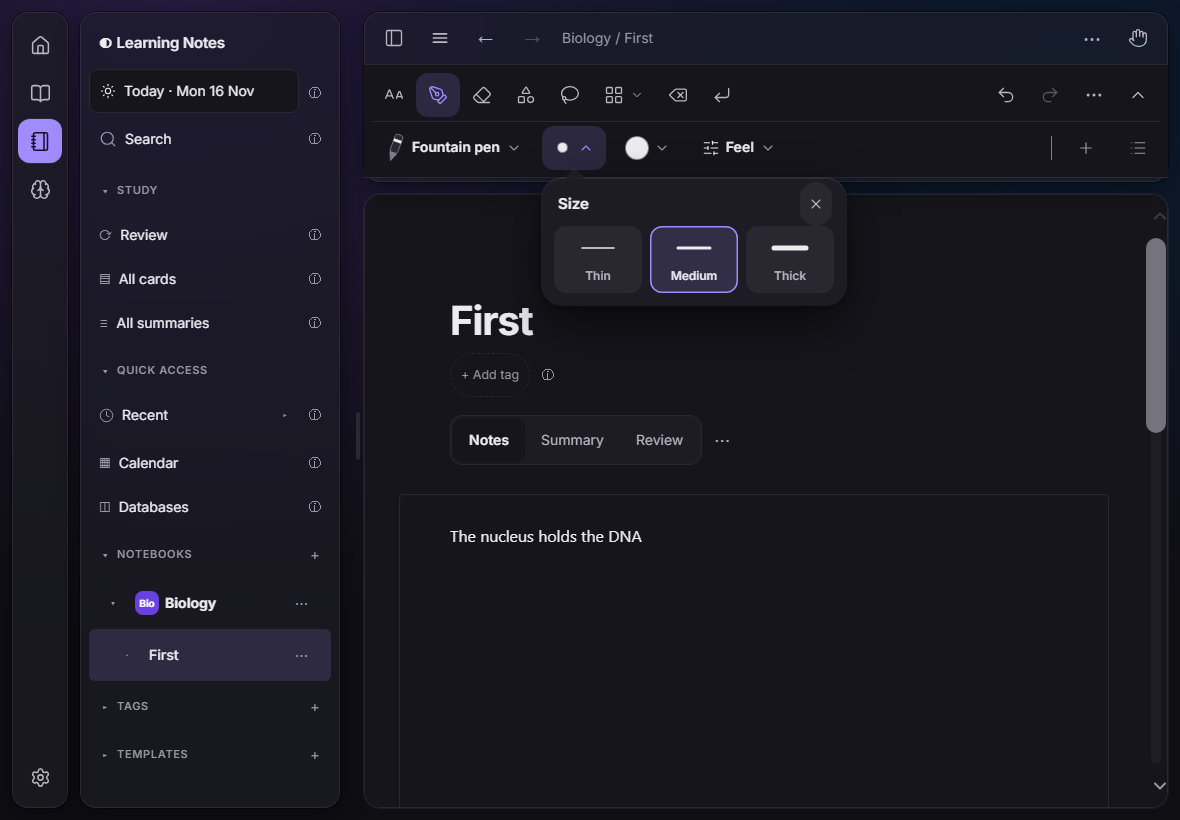 Learning Notes
Today · Mon 16 Nov
Search
STUDY
Review
All cards
All summaries
QUICK ACCESS
Recent
Calendar
Databases
NOTEBOOKS
Bio Biology
First
TAGS
TEMPLATES
Biology / First
AA
Fountain pen
Feel
Size
Thin
Medium
Thick
First
+ Add tag
Notes
Summary
Review
The nucleus holds the DNA